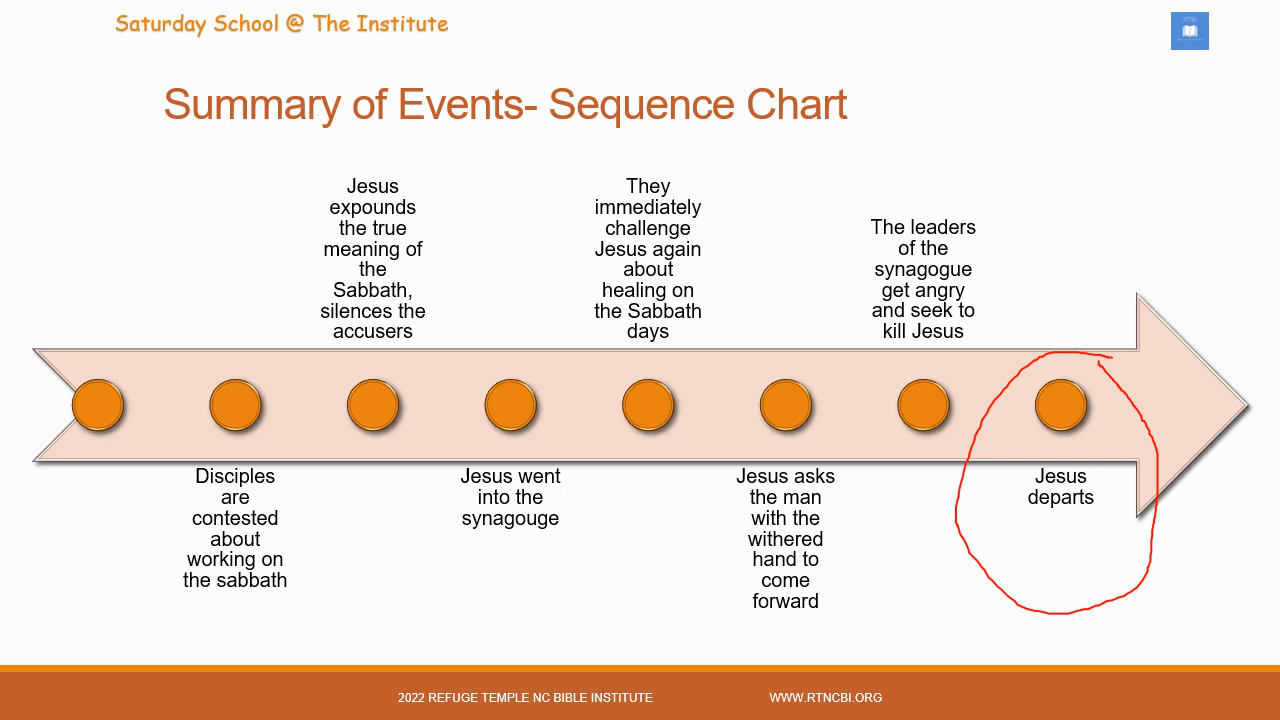 Saturday School @ The Institute
RTBI
Summary of Events- Sequence Chart
Jesus
expounds
the true
meaning of
the
Sabbath,
silences the
accusers
They
immediately
challenge
Jesus again
about
healing on
the Sabbath
days
The leaders
of the
synagogue
get angry
and seek to
kill Jesus
Disciples
are
contested
about
working on
the sabbath
Jesus went
into the
synagouge
Jesus asks
the man
with the
withered
hand to
come
forward
Jesus
departs
2022 REFUGE TEMPLE NC BIBLE INSTITUTE
WWW.RTNCBI.ORG